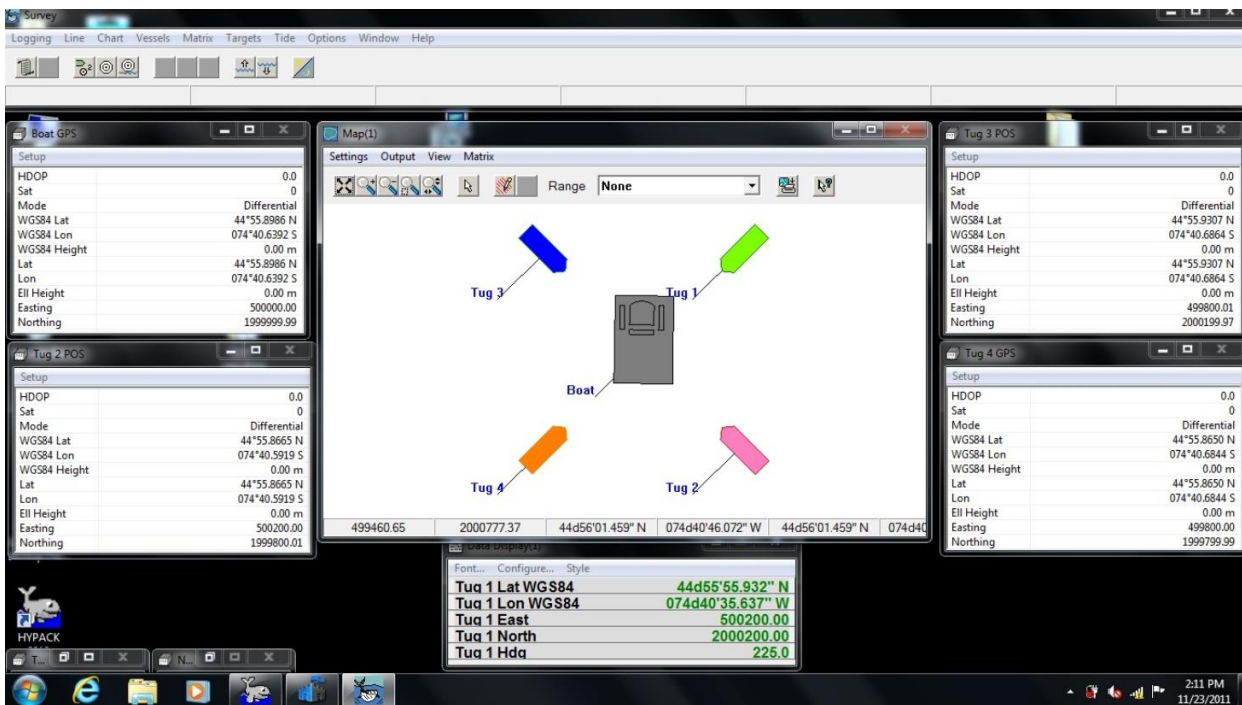 Survey
Logging Line Chart Vessels Matrix Targets Tide Options Window Help
Boat GPS
Setup
HDOP 0.0
Sat 0
Mode Differential
WGS84 Lat 44°55.8986 N
WGS84 Lon 074°40.6392 S
WGS84 Height 0.00 m
Lat 44°55.8986 N
Lon 074°40.6392 S
Ell Height 0.00 m
Easting 500000.00
Northing 1999999.99
Tug 2 POS
Setup
HDOP 0.0
Sat 0
Mode Differential
WGS84 Lat 44°55.8665 N
WGS84 Lon 074°40.5919 S
WGS84 Height 0.00 m
Lat 44°55.8665 N
Lon 074°40.5919 S
Ell Height 0.00 m
Easting 500200.00
Northing 1999800.01
Map(1)
Settings Output View Matrix
Range None
Tug 3 Tug 1
Boat
Tug 4 Tug 2
499460.65 2000777.37 44d56'01.459" N 074d40'46.072" W 44d56'01.459" N 074d40
Tug 3 POS
Setup
HDOP 0.0
Sat 0
Mode Differential
WGS84 Lat 44°55.9307 N
WGS84 Lon 074°40.6864 S
WGS84 Height 0.00 m
Lat 44°55.9307 N
Lon 074°40.6864 S
Ell Height 0.00 m
Easting 499800.01
Northing 2000199.97
Tug 4 GPS
Setup
HDOP 0.0
Sat 0
Mode Differential
WGS84 Lat 44°55.8650 N
WGS84 Lon 074°40.6844 S
WGS84 Height 0.00 m
Lat 44°55.8650 N
Lon 074°40.6844 S
Ell Height 0.00 m
Easting 499800.00
Northing 1999799.99
Data Display(1)
Font... Configure... Style
Tug 1 Lat WGS84 44d55'55.932" N
Tug 1 Lon WGS84 074d40'35.637" W
Tug 1 East 500200.00
Tug 1 North 2000200.00
Tug 1 Hdg 225.0
HYPACK
T... N...
2:11 PM
11/23/2011